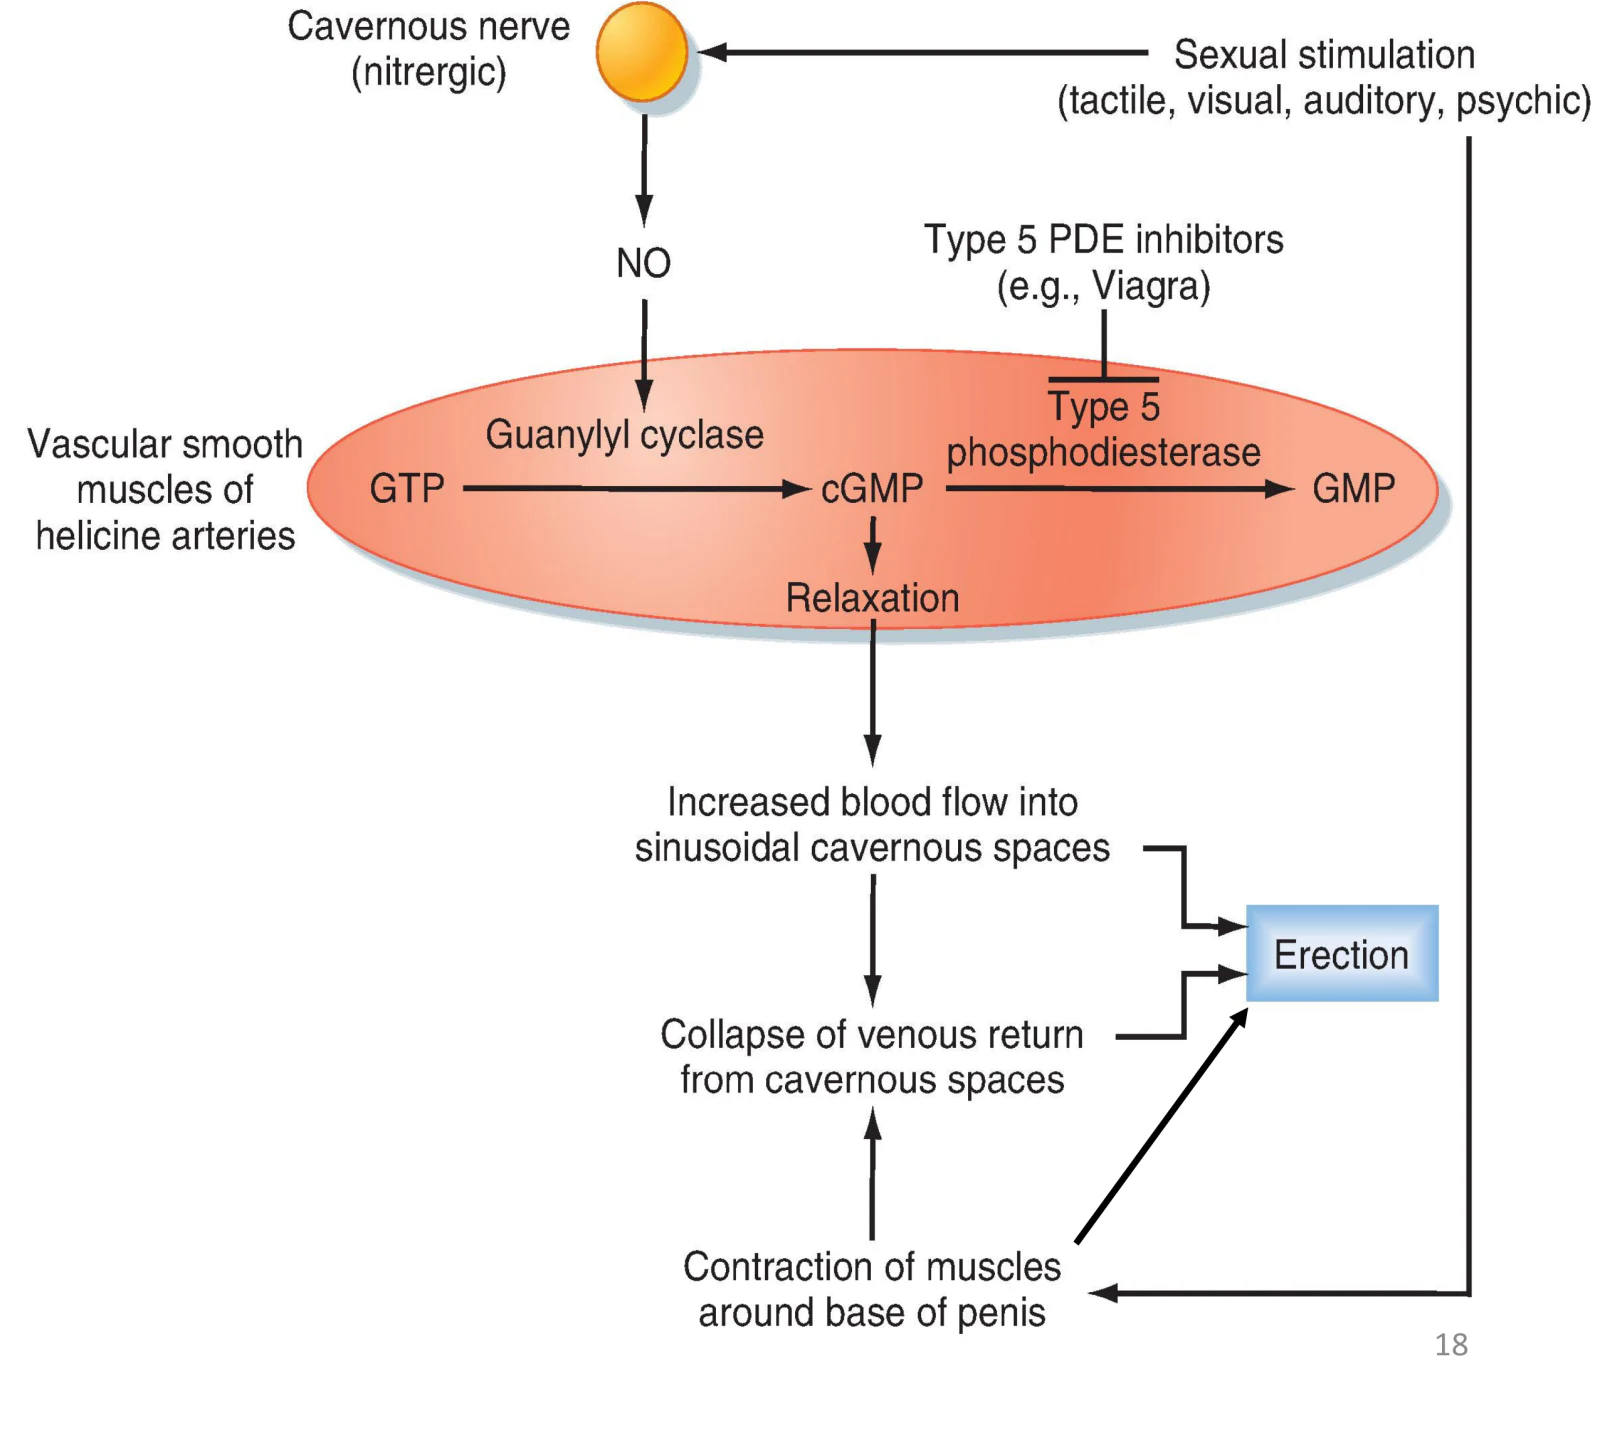 Cavernous nerve
(nitrergic)
Sexual stimulation
(tactile, visual, auditory, psychic)
NO
Type 5 PDE inhibitors
(e.g., Viagra)
Vascular smooth
muscles of
helicine arteries
Guanylyl cyclase
Type 5
phosphodiesterase
GTP
cGMP
GMP
Relaxation
Increased blood flow into
sinusoidal cavernous spaces
Erection
Collapse of venous return
from cavernous spaces
Contraction of muscles
around base of penis
18